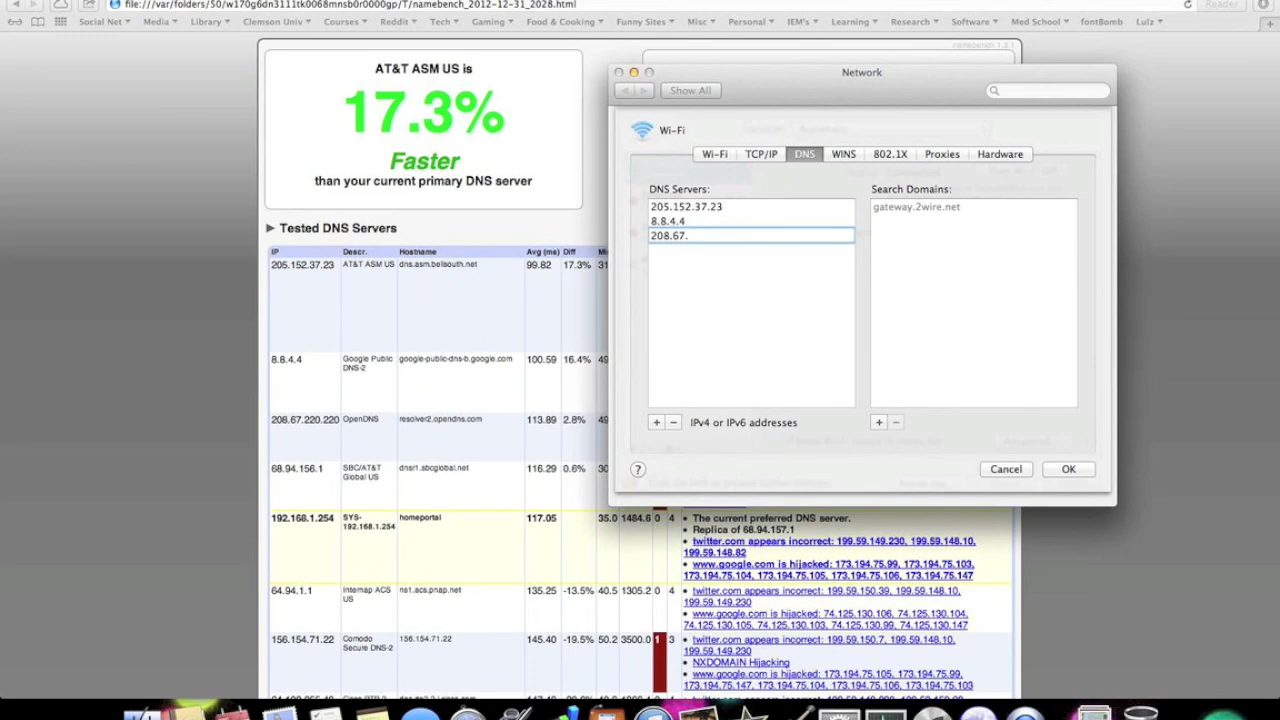 file:///var/folders/50/w170g6dn3111tk0068mnsb0r0000gp/T/namebench_2012-12-31_2028.html
Reader
Social Net Media Library Clemson Univ Courses Reddit Tech Gaming Food & Cooking Funny Sites Misc Personal IEM's Learning Research Software Med School fontBomb Lulz
namebench 1.3.1
AT&T ASM US is
17.3%
Faster
than your current primary DNS server
Tested DNS Servers
IP Descr. Hostname Avg (ms) Diff
205.152.37.23 AT&T ASM US dns.asm.bellsouth.net 99.82 17.3%
8.8.4.4 Google Public DNS-2 google-public-dns-b.google.com 100.59 16.4%
208.67.220.220 OpenDNS resolver2.opendns.com 113.89 2.8%
68.94.156.1 SBC/AT&T Global US dnsr1.sbcglobal.net 116.29 0.6%
192.168.1.254 SYS-192.168.1.254 homeportal 117.05 35.0 1484.6 0 4
The current preferred DNS server.
Replica of 68.94.157.1
twitter.com appears incorrect: 199.59.149.230, 199.59.148.10,
199.59.148.82
www.google.com is hijacked: 173.194.75.99, 173.194.75.103,
173.194.75.104, 173.194.75.105, 173.194.75.106, 173.194.75.147
64.94.1.1 Internap ACS US ns1.acs.pnap.net 135.25 -13.5% 40.5 1305.2 0 4
twitter.com appears incorrect: 199.59.150.39, 199.59.148.10,
199.59.149.230
www.google.com is hijacked: 74.125.130.106, 74.125.130.104,
74.125.130.105, 74.125.130.103, 74.125.130.99, 74.125.130.147
156.154.71.22 Comodo Secure DNS-2 156.154.71.22 145.40 -19.5% 50.2 3500.0 1 3
twitter.com appears incorrect: 199.59.150.7, 199.59.148.10,
199.59.149.230
NXDOMAIN Hijacking
www.google.com is hijacked: 173.194.75.105, 173.194.75.99,
173.194.75.147, 173.194.75.104, 173.194.75.106, 173.194.75.103
Network
Show All
Wi-Fi
Wi-Fi TCP/IP DNS WINS 802.1X Proxies Hardware
DNS Servers:
205.152.37.23
8.8.4.4
208.67.
Search Domains:
gateway.2wire.net
+ − IPv4 or IPv6 addresses
+ −
?
Cancel OK